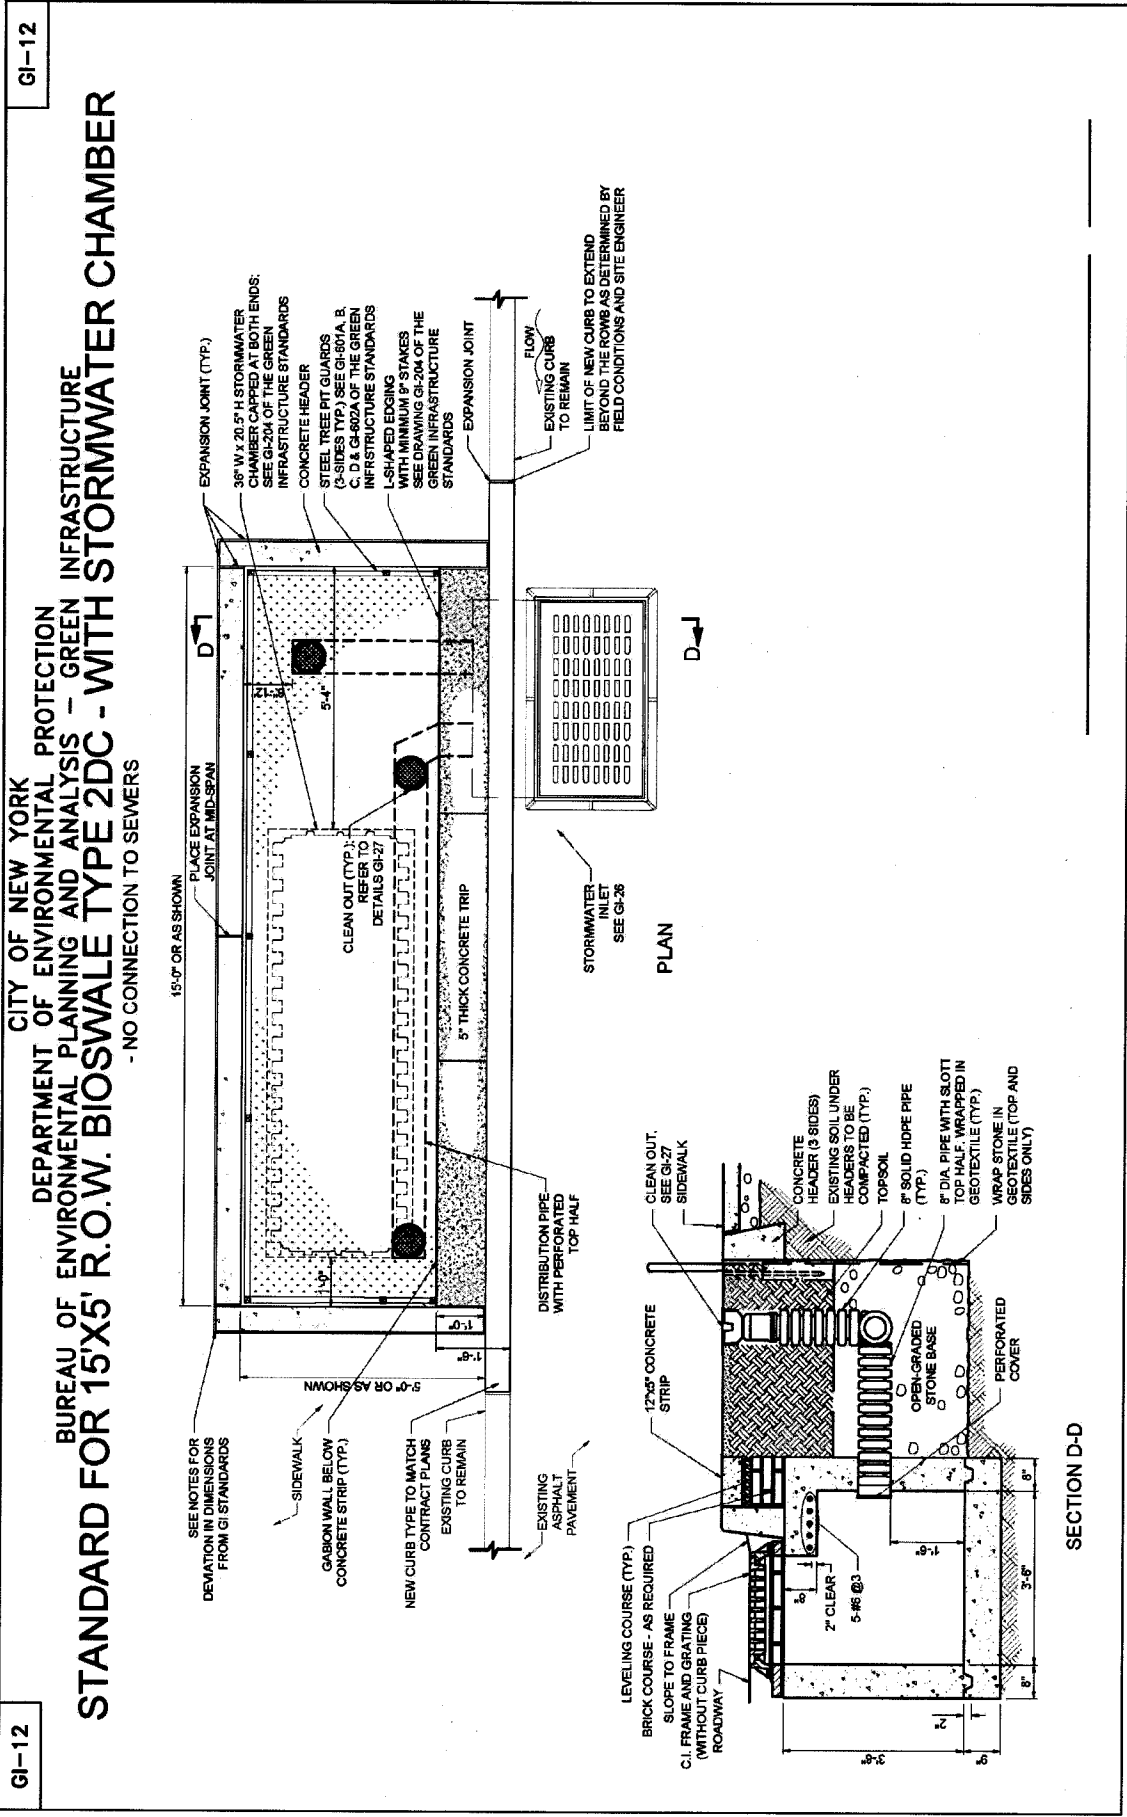 GI-12
GI-12
CITY OF NEW YORK
DEPARTMENT OF ENVIRONMENTAL PROTECTION
BUREAU OF ENVIRONMENTAL PLANNING AND ANALYSIS - GREEN INFRASTRUCTURE
STANDARD FOR 15'X5' R.O.W. BIOSWALE TYPE 2DC - WITH STORMWATER CHAMBER
- NO CONNECTION TO SEWERS
SEE NOTES FOR
DEVIATION IN DIMENSIONS
FROM GI STANDARDS
SIDEWALK
GABION WALL BELOW
CONCRETE STRIP (TYP.)
NEW CURB TYPE TO MATCH
CONTRACT PLANS
EXISTING CURB
TO REMAIN
EXISTING
ASPHALT
PAVEMENT
15'-0" OR AS SHOWN
PLACE EXPANSION
JOINT AT MID-SPAN
5'-0" OR AS SHOWN
1'-0"
1'-6"
1'-0"
CLEAN OUT (TYP.);
REFER TO
DETAILS GI-27
5" THICK CONCRETE TRIP
DISTRIBUTION PIPE
WITH PERFORATED
TOP HALF
8"-12"
5'-4"
D
D
STORMWATER
INLET
SEE GI-26
PLAN
EXPANSION JOINT (TYP.)
36" W x 20.5" H STORMWATER
CHAMBER CAPPED AT BOTH ENDS;
SEE GI-204 OF THE GREEN
INFRASTRUCTURE STANDARDS
CONCRETE HEADER
STEEL TREE PIT GUARDS
(3-SIDES TYP.) SEE GI-601A, B,
C, D & GI-602A OF THE GREEN
INFRSTRUCTURE STANDARDS
L-SHAPED EDGING
WITH MINIMUM 9" STAKES
SEE DRAWING GI-204 OF THE
GREEN INFRASTRUCTURE
STANDARDS
EXPANSION JOINT
FLOW
EXISTING CURB
TO REMAIN
LIMIT OF NEW CURB TO EXTEND
BEYOND THE ROWB AS DETERMINED BY
FIELD CONDITIONS AND SITE ENGINEER
LEVELING COURSE (TYP.)
BRICK COURSE - AS REQUIRED
SLOPE TO FRAME
C.I. FRAME AND GRATING
(WITHOUT CURB PIECE)
ROADWAY
12"x5" CONCRETE
STRIP
CLEAN OUT,
SEE GI-27
SIDEWALK
CONCRETE
HEADER (3 SIDES)
EXISTING SOIL UNDER
HEADERS TO BE
COMPACTED (TYP.)
TOPSOIL
8" SOLID HDPE PIPE
(TYP.)
8" DIA. PIPE WITH SLOTT
TOP HALF, WRAPPED IN
GEOTEXTILE (TYP.)
WRAP STONE IN
GEOTEXTILE (TOP AND
SIDES ONLY)
OPEN-GRADED
STONE BASE
PERFORATED
COVER
8"
2" CLEAR
5-#6 @3
1'-6"
3'-6"
2"
9"
8"
3'-6"
8"
SECTION D-D